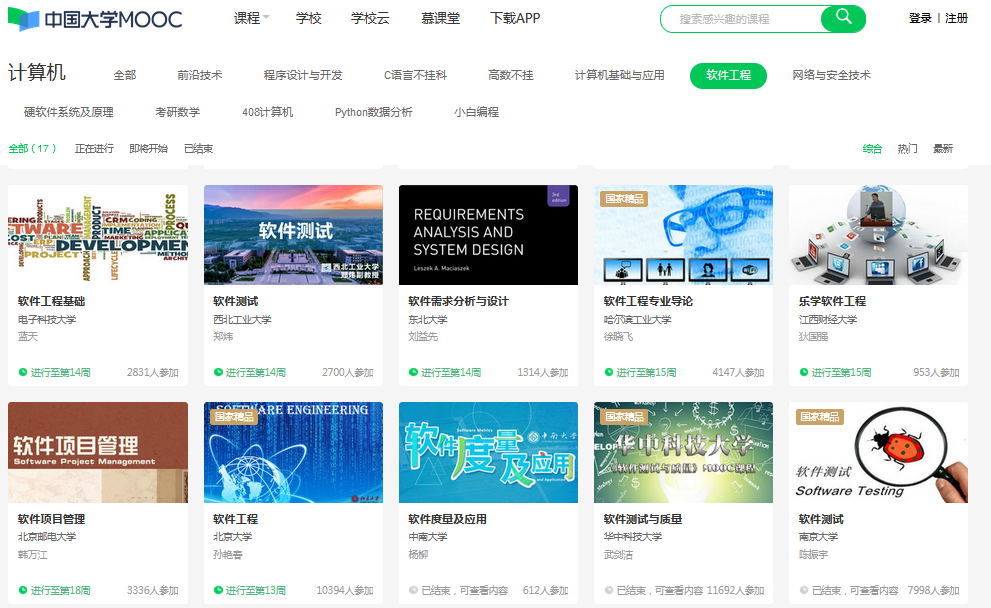 中国大学MOOC
课程 学校 学校云 慕课堂 下载APP
搜索感兴趣的课程
登录 | 注册
计算机
全部 前沿技术 程序设计与开发 C语言不挂科 高数不挂 计算机基础与应用 软件工程 网络与安全技术
硬软件系统及原理 考研数学 408计算机 Python数据分析 小白编程
全部（17） 正在进行 即将开始 已结束
综合 热门 最新
PRODUCTS
MANAGEMENT
PRODUCT
CRM CODING
IMPLEMENTATION
TIME
MARKETING
PROCESS
DEVELOPMENT
PROJECT
APPROACH
LIFECYCLE
软件测试
西北工业大学
郑炜副教授
3rd
edition
REQUIREMENTS
ANALYSIS AND
SYSTEM DESIGN
Leszek A. Maciaszek
国家精品
软件工程基础
电子科技大学
蓝天
进行至第14周 2831人参加
软件测试
西北工业大学
郑炜
进行至第14周 2700人参加
软件需求分析与设计
东北大学
刘益先
进行至第14周 1314人参加
软件工程专业导论
哈尔滨工业大学
徐晓飞
进行至第15周 4147人参加
乐学软件工程
江西财经大学
狄国强
进行至第15周 953人参加
软件项目管理
Software Project Management
国家精品
SOFTWARE ENGINEERING
北京大学
Software Metrics
中南大学
软件度量及应用
and Application
国家精品
华中科技大学
《软件测试与质量》MOOC课程
国家精品
软件测试
Software Testing
软件项目管理
北京邮电大学
韩万江
进行至第18周 3336人参加
软件工程
北京大学
孙艳春
进行至第13周 10394人参加
软件度量及应用
中南大学
杨柳
已结束，可查看内容 612人参加
软件测试与质量
华中科技大学
武剑洁
已结束，可查看内容 11692人参加
软件测试
南京大学
陈振宇
已结束，可查看内容 7998人参加